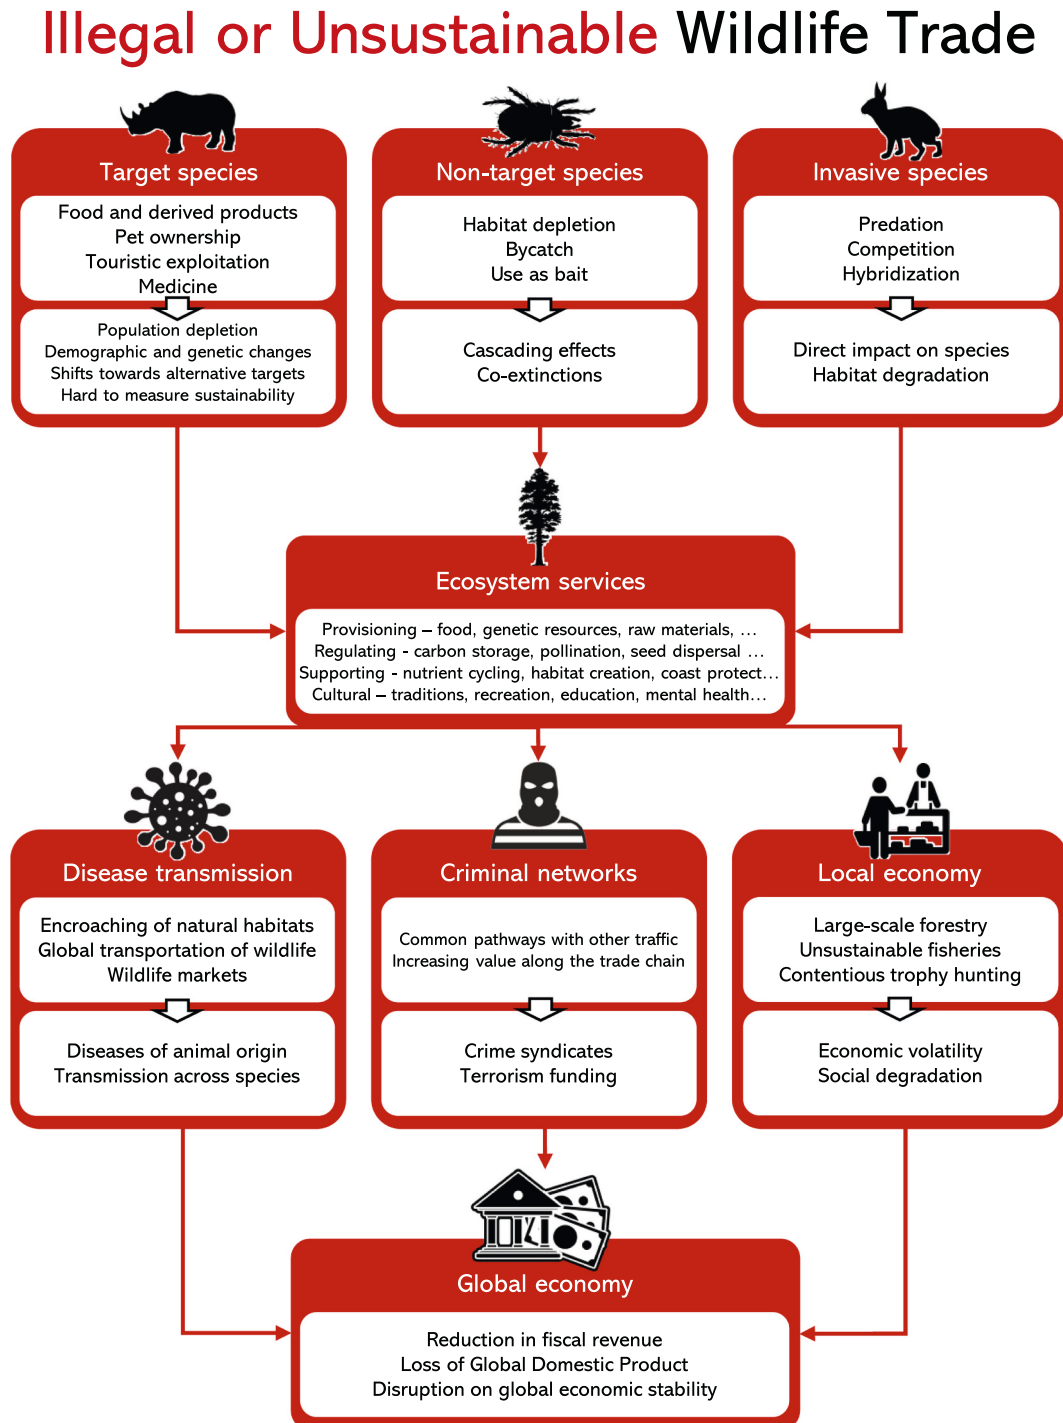 Illegal or Unsustainable Wildlife Trade
Target species
Food and derived products
Pet ownership
Touristic exploitation
Medicine
Population depletion
Demographic and genetic changes
Shifts towards alternative targets
Hard to measure sustainability
Non-target species
Habitat depletion
Bycatch
Use as bait
Cascading effects
Co-extinctions
Invasive species
Predation
Competition
Hybridization
Direct impact on species
Habitat degradation
Ecosystem services
Provisioning – food, genetic resources, raw materials, …
Regulating - carbon storage, pollination, seed dispersal …
Supporting - nutrient cycling, habitat creation, coast protect…
Cultural – traditions, recreation, education, mental health…
Disease transmission
Encroaching of natural habitats
Global transportation of wildlife
Wildlife markets
Diseases of animal origin
Transmission across species
Criminal networks
Common pathways with other traffic
Increasing value along the trade chain
Crime syndicates
Terrorism funding
Local economy
Large-scale forestry
Unsustainable fisheries
Contentious trophy hunting
Economic volatility
Social degradation
Global economy
Reduction in fiscal revenue
Loss of Global Domestic Product
Disruption on global economic stability